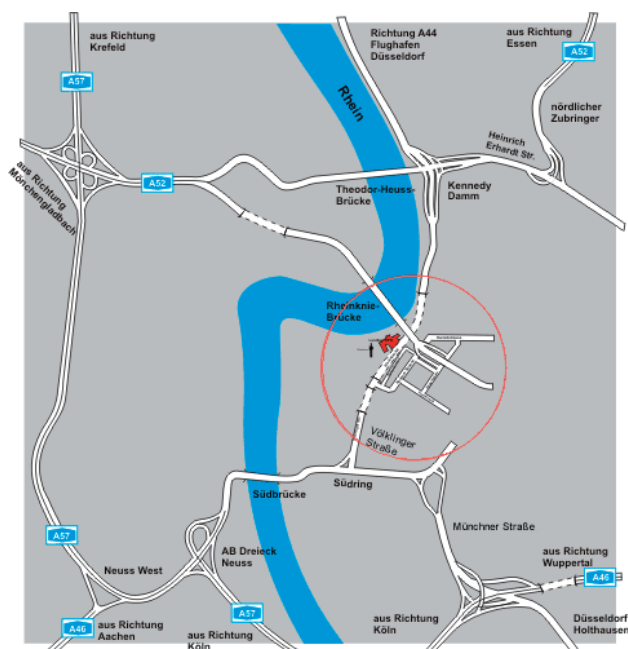 aus Richtung
Krefeld
Richtung A44
Flughafen
Düsseldorf
aus Richtung
Essen
A52
A57
Rhein
nördlicher
Zubringer
Heinrich
Erhardt Str.
aus Richtung
Mönchengladbach
A52
Theodor-Heuss-
Brücke
Kennedy
Damm
Rheinknie-
Brücke
Völklinger
Straße
Südring
Südbrücke
Münchner Straße
A57
AB Dreieck
Neuss
Neuss West
aus Richtung
Wuppertal
A46
A46
aus Richtung
Aachen
A57
aus Richtung
Köln
aus Richtung
Köln
Düsseldorf
Holthausen